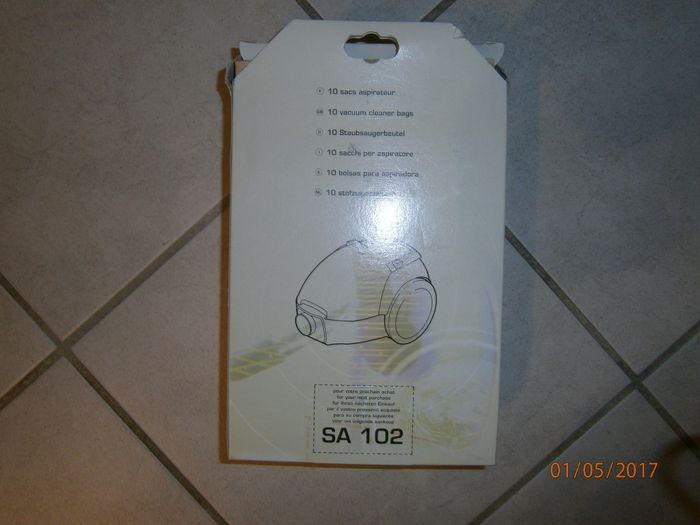 F 10 sacs aspirateur
GB 10 vacuum cleaner bags
D 10 Staubsaugerbeutel
I 10 sacchi per aspiratore
E 10 bolsas para aspiradora
NL 10
pour votre prochain achat
for your next purchase
für Ihren nächsten Einkauf
per il vostro prossimo acquisto
para su compra siguiente
voor uw volgende aankoop
SA 102
01/05/2017